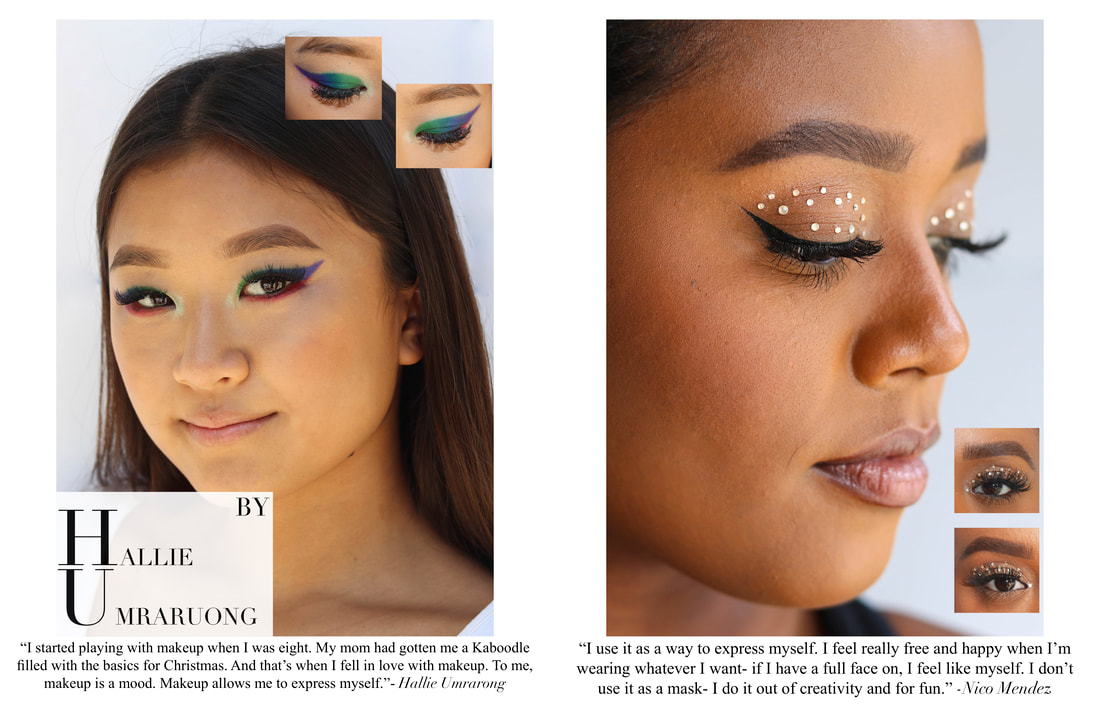 BY
HALLIE
UMRARUONG
“I started playing with makeup when I was eight. My mom had gotten me a Kaboodle
filled with the basics for Christmas. And that’s when I fell in love with makeup. To me,
makeup is a mood. Makeup allows me to express myself.”- Hallie Umrarong
“I use it as a way to express myself. I feel really free and happy when I’m
wearing whatever I want- if I have a full face on, I feel like myself. I don’t
use it as a mask- I do it out of creativity and for fun.” -Nico Mendez